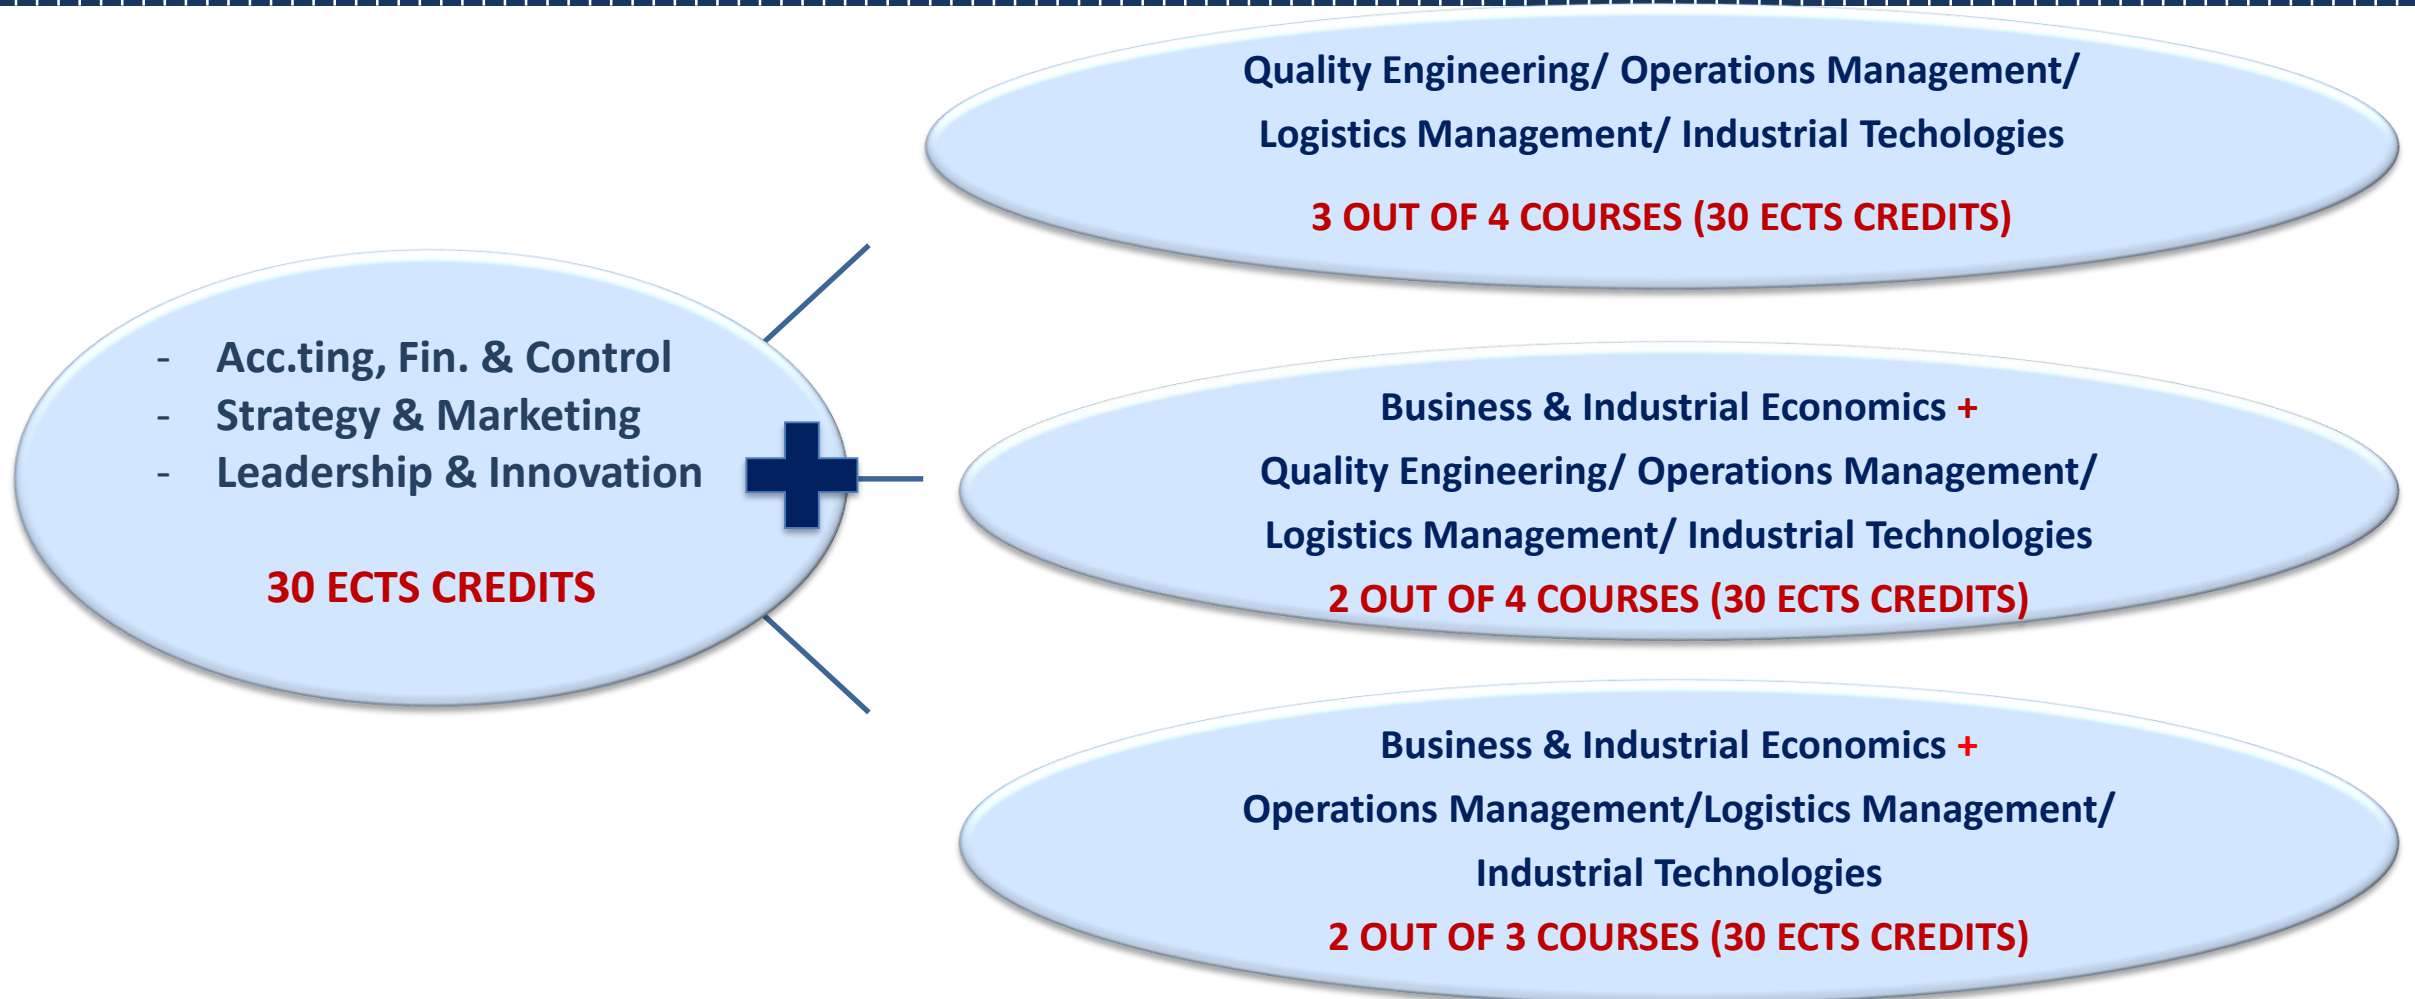 - Acc.ting, Fin. & Control
- Strategy & Marketing
- Leadership & Innovation
30 ECTS CREDITS
Quality Engineering/ Operations Management/
Logistics Management/ Industrial Techologies
3 OUT OF 4 COURSES (30 ECTS CREDITS)
Business & Industrial Economics +
Quality Engineering/ Operations Management/
Logistics Management/ Industrial Technologies
2 OUT OF 4 COURSES (30 ECTS CREDITS)
Business & Industrial Economics +
Operations Management/Logistics Management/
Industrial Technologies
2 OUT OF 3 COURSES (30 ECTS CREDITS)